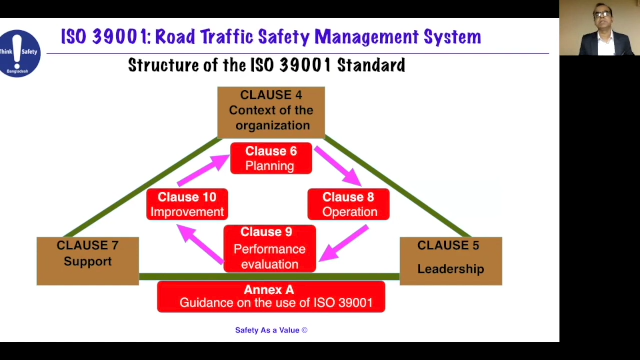 ISO 39001: Road Traffic Safety Management System
Think Safety
Bangladesh
Structure of the ISO 39001 Standard
CLAUSE 4
Context of the
organization
Clause 6
Planning
Clause 10
Improvement
Clause 8
Operation
Clause 9
Performance
evaluation
CLAUSE 7
Support
CLAUSE 5
Leadership
Annex A
Guidance on the use of ISO 39001
Safety As a Value ©